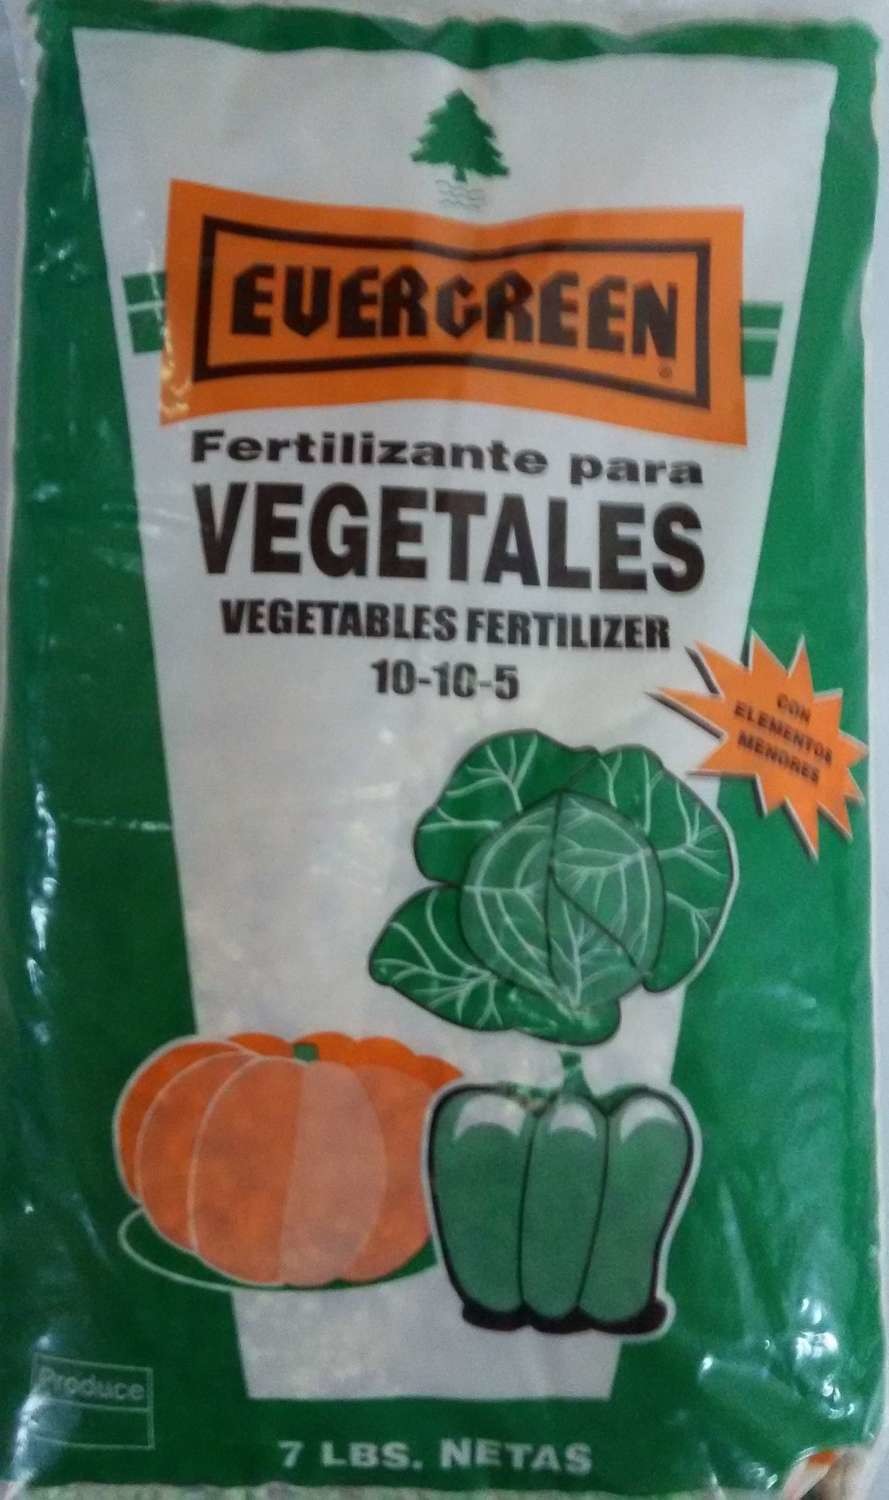 EVERGREEN
®
Fertilizante para
VEGETALES
VEGETABLES FERTILIZER
10-10-5
CON
ELEMENTOS
MENORES
Produce
7 LBS. NETAS